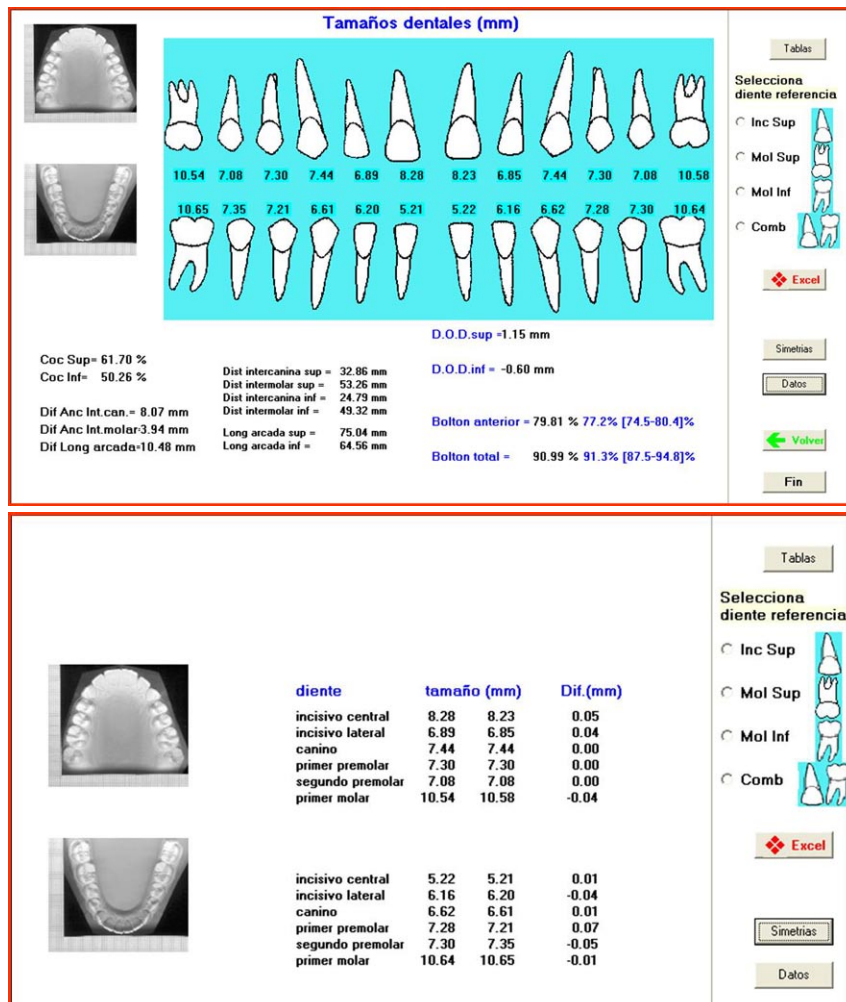 Tamaños dentales (mm)
10.54 7.08 7.30 7.44 6.89 8.28 8.23 6.85 7.44 7.30 7.08 10.58
10.65 7.35 7.21 6.61 6.20 5.21 5.22 6.16 6.62 7.28 7.30 10.64
Coc Sup= 61.70 %
Coc Inf= 50.26 %
Dif Anc Int.can.= 8.07 mm
Dif Anc Int.molar=3.94 mm
Dif Long arcada=10.48 mm
Dist intercanina sup = 32.86 mm
Dist intermolar sup = 53.26 mm
Dist intercanina inf = 24.79 mm
Dist intermolar inf = 49.32 mm
Long arcada sup = 75.04 mm
Long arcada inf = 64.56 mm
D.O.D.sup =1.15 mm
D.O.D.inf = -0.60 mm
Bolton anterior = 79.81 % 77.2% [74.5-80.4]%
Bolton total = 90.99 % 91.3% [87.5-94.8]%
Tablas
Selecciona
diente referencia
Inc Sup
Mol Sup
Mol Inf
Comb
Excel
Simetrias
Datos
Volver
Fin
diente tamaño (mm) Dif.(mm)
incisivo central 8.28 8.23 0.05
incisivo lateral 6.89 6.85 0.04
canino 7.44 7.44 0.00
primer premolar 7.30 7.30 0.00
segundo premolar 7.08 7.08 0.00
primer molar 10.54 10.58 -0.04
incisivo central 5.22 5.21 0.01
incisivo lateral 6.16 6.20 -0.04
canino 6.62 6.61 0.01
primer premolar 7.28 7.21 0.07
segundo premolar 7.30 7.35 -0.05
primer molar 10.64 10.65 -0.01
Tablas
Selecciona
diente referencia
Inc Sup
Mol Sup
Mol Inf
Comb
Excel
Simetrias
Datos